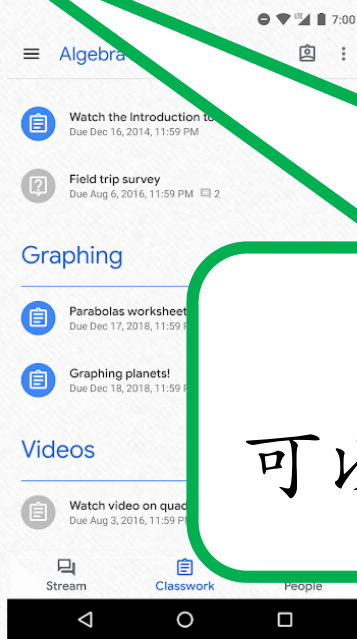 7:00
Algebra
Watch the Introduction to
Due Dec 16, 2014, 11:59 PM
Field trip survey
Due Aug 6, 2016, 11:59 PM 2
Graphing
Parabolas worksheet
Due Dec 17, 2018, 11:59
Graphing planets!
Due Dec 18, 2018, 11:59
Videos
可以
Watch video on quad
Due Aug 3, 2016, 11:59 P
Stream Classwork People